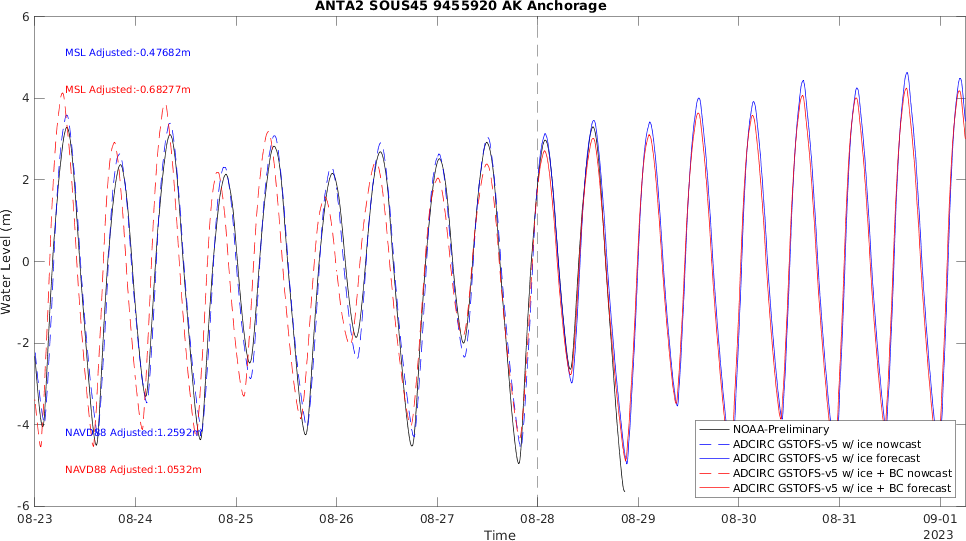 ANTA2 SOUS45 9455920 AK Anchorage
6
4
2
0
-2
-4
-6
Water Level (m)
MSL Adjusted:-0.47682m
MSL Adjusted:-0.68277m
NAVD88 Adjusted:1.2592m
NAVD88 Adjusted:1.0532m
NOAA-Preliminary
ADCIRC GSTOFS-v5 w/ ice nowcast
ADCIRC GSTOFS-v5 w/ ice forecast
ADCIRC GSTOFS-v5 w/ ice + BC nowcast
ADCIRC GSTOFS-v5 w/ ice + BC forecast
08-23 08-24 08-25 08-26 08-27 08-28 08-29 08-30 08-31 09-01
2023
Time